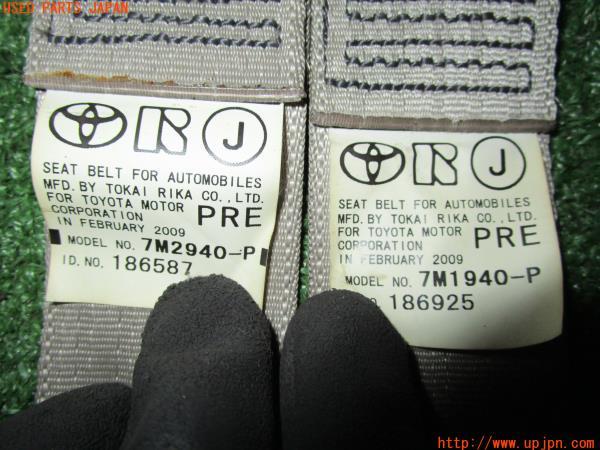 USED PARTS JAPAN
J
SEAT BELT FOR AUTOMOBILES
MFD. BY TOKAI RIKA CO., LTD.
FOR TOYOTA MOTOR
CORPORATION PRE
IN FEBRUARY 2009
MODEL NO. 7M2940-P
I.D. NO. 186587
J
SEAT BELT FOR AUTOMOBILES
MFD. BY TOKAI RIKA CO., LTD.
FOR TOYOTA MOTOR
CORPORATION PRE
IN FEBRUARY 2009
MODEL NO. 7M1940-P
186925
http://www.upjpn.com